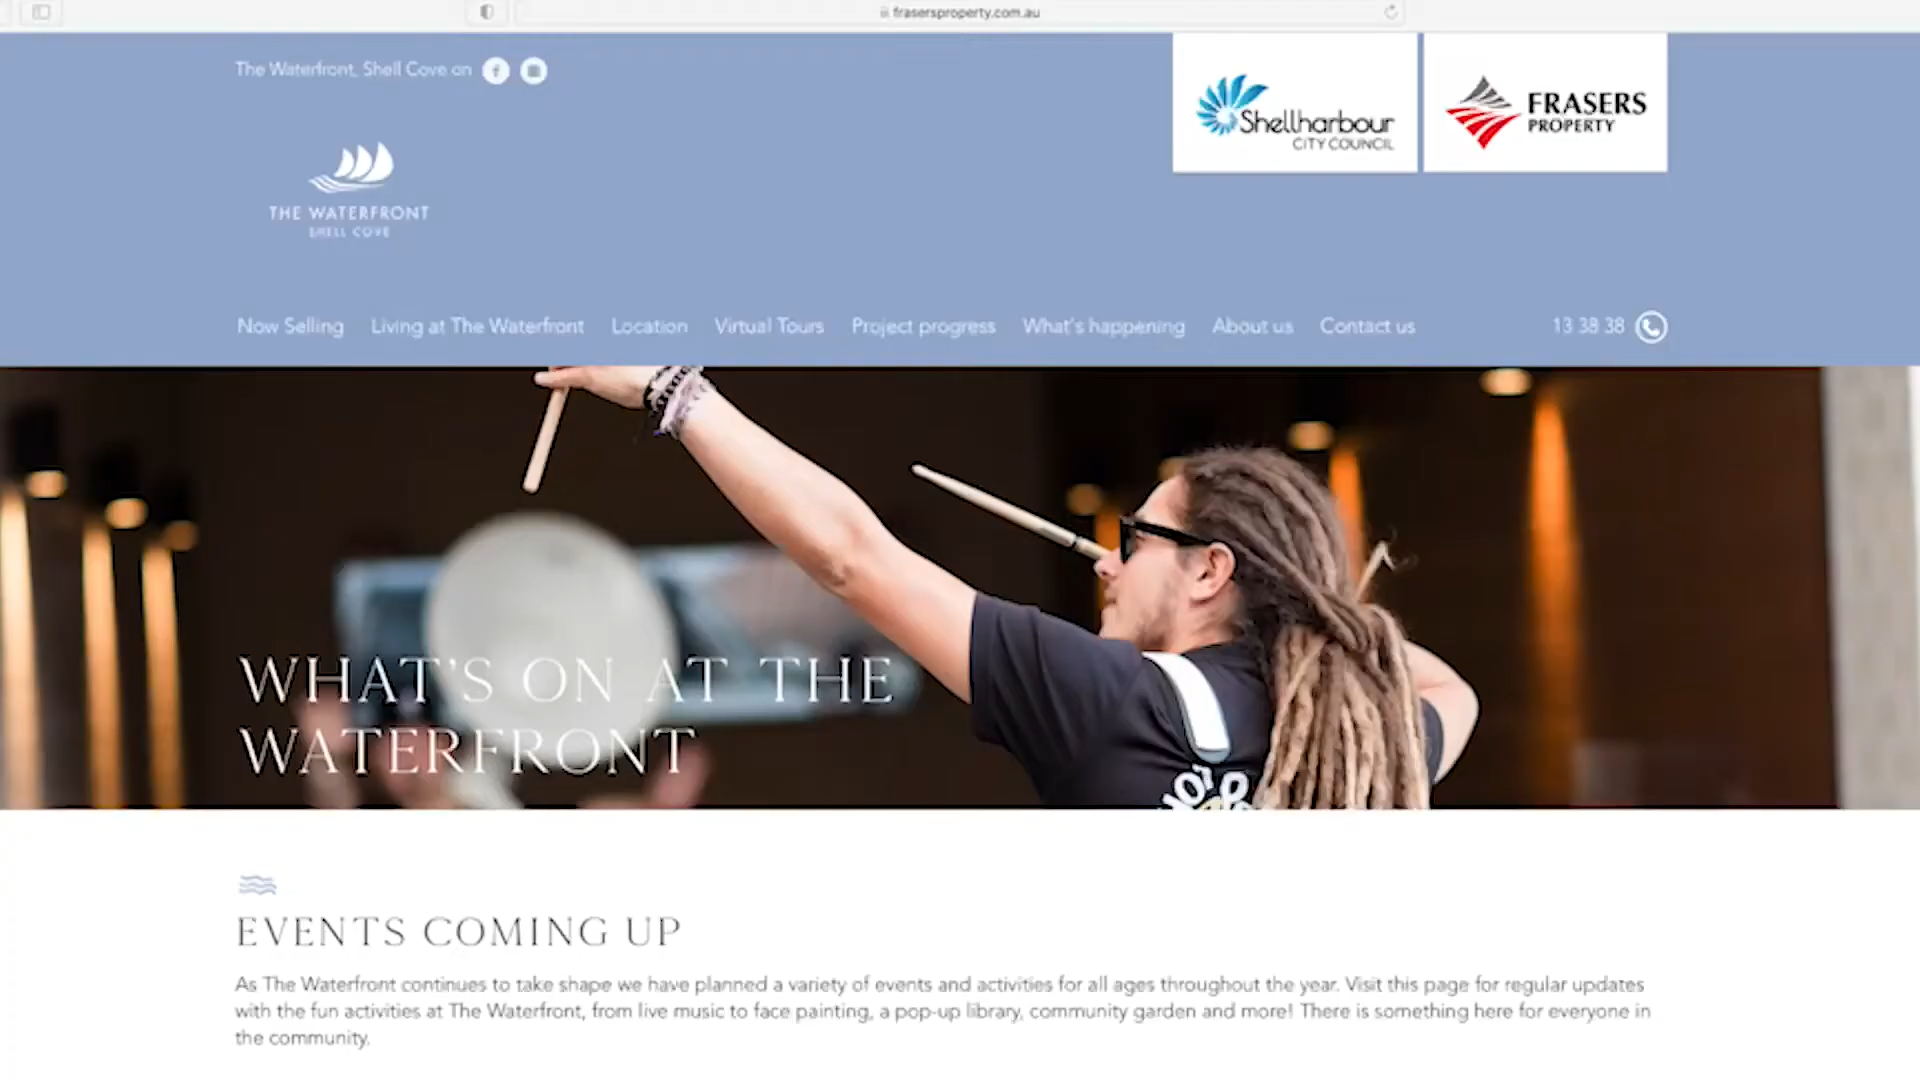 frasersproperty.com.au
The Waterfront, Shell Cove on
Shellharbour
CITY COUNCIL
FRASERS
PROPERTY
THE WATERFRONT
SHELL COVE
Now Selling Living at The Waterfront Location Virtual Tours Project progress What's happening About us Contact us 13 38 38
WHAT'S ON AT THE
WATERFRONT
EVENTS COMING UP
As The Waterfront continues to take shape we have planned a variety of events and activities for all ages throughout the year. Visit this page for regular updates
with the fun activities at The Waterfront, from live music to face painting, a pop-up library, community garden and more! There is something here for everyone in
the community.